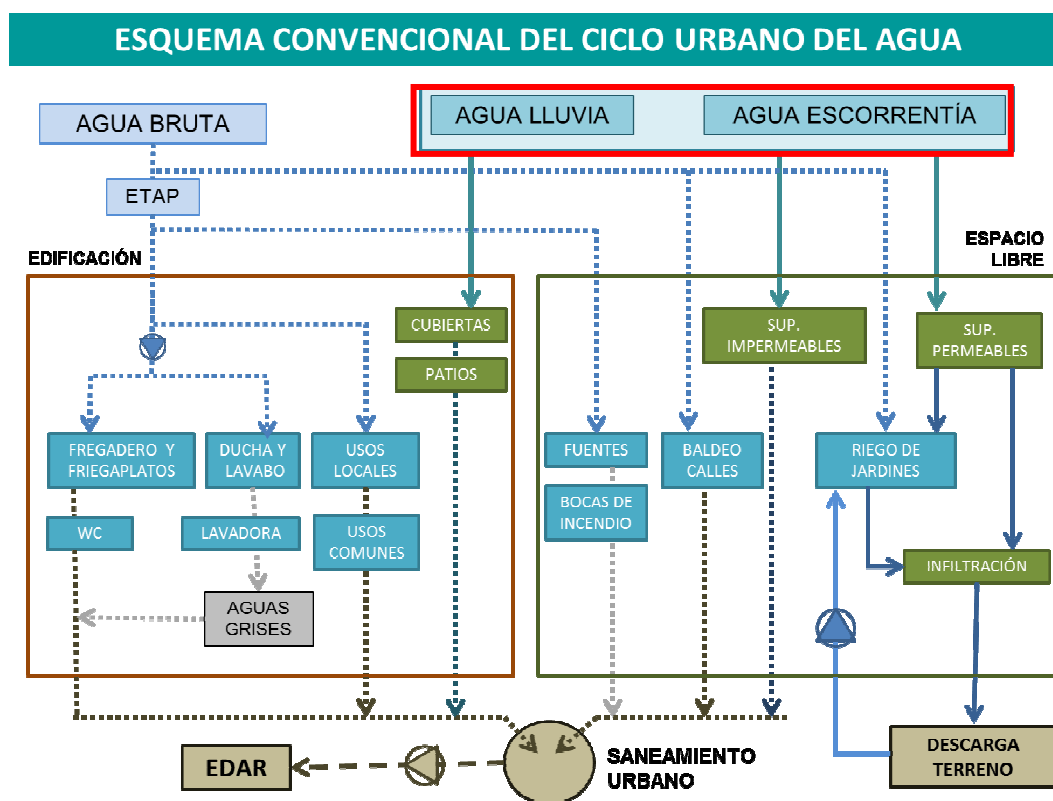 ESQUEMA CONVENCIONAL DEL CICLO URBANO DEL AGUA
AGUA BRUTA
AGUA LLUVIA
AGUA ESCORRENTÍA
ETAP
EDIFICACIÓN
ESPACIO
LIBRE
CUBIERTAS
PATIOS
SUP.
IMPERMEABLES
SUP.
PERMEABLES
FREGADERO Y
FRIEGAPLATOS
DUCHA Y
LAVABO
USOS
LOCALES
FUENTES
BALDEO
CALLES
RIEGO DE
JARDINES
WC
LAVADORA
USOS
COMUNES
BOCAS DE
INCENDIO
INFILTRACIÓN
AGUAS
GRISES
EDAR
SANEAMIENTO
URBANO
DESCARGA
TERRENO